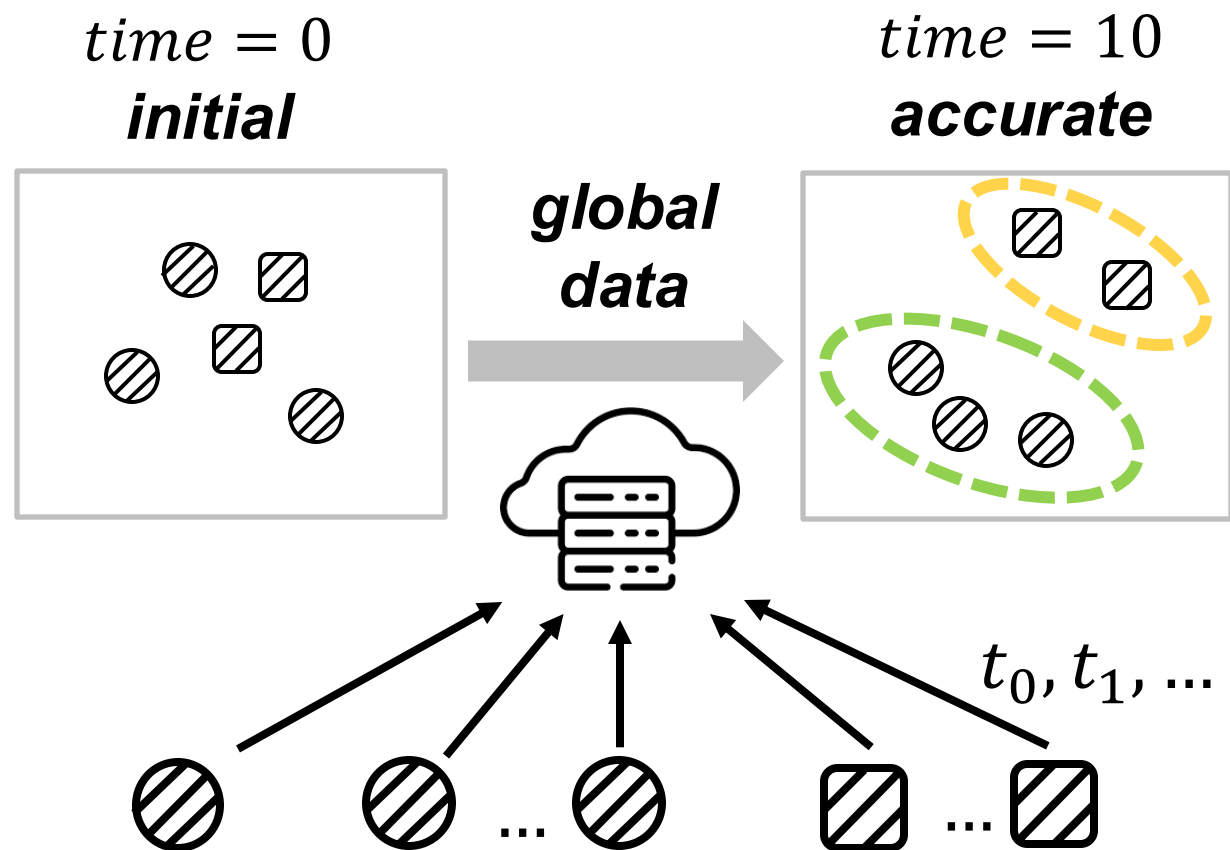 time = 0
initial
time = 10
accurate
global
data
t₀, t₁, ...
... ...